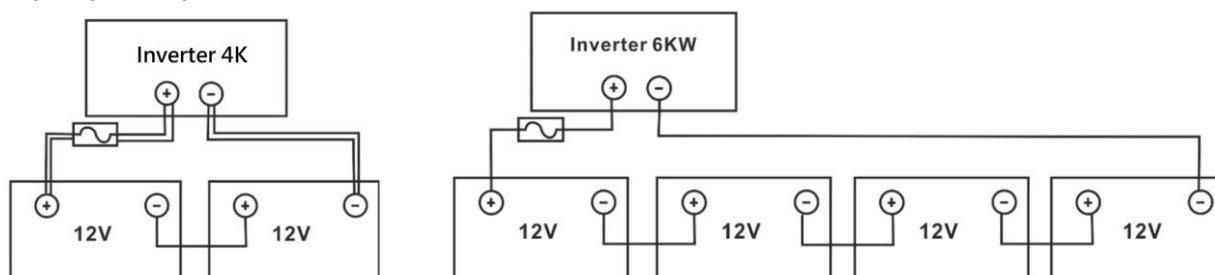 Inverter 4K
+ -
+ - + -
12V 12V
Inverter 6KW
+ -
+ - + - + - + -
12V 12V 12V 12V